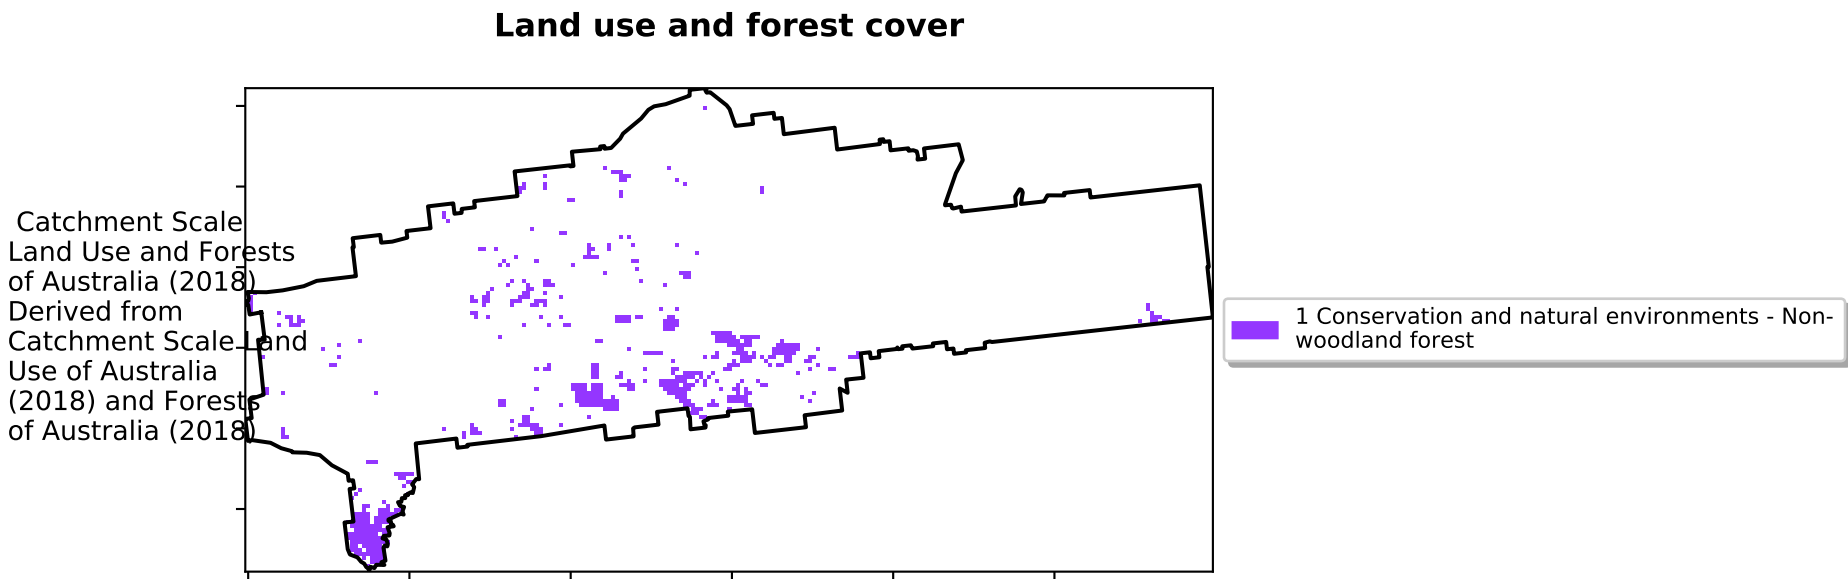 Land use and forest cover
Catchment Scale
Land Use and Forests
of Australia (2018)
Derived from
Catchment Scale Land
Use of Australia
(2018) and Forests
of Australia (2018)
1 Conservation and natural environments - Non-
woodland forest